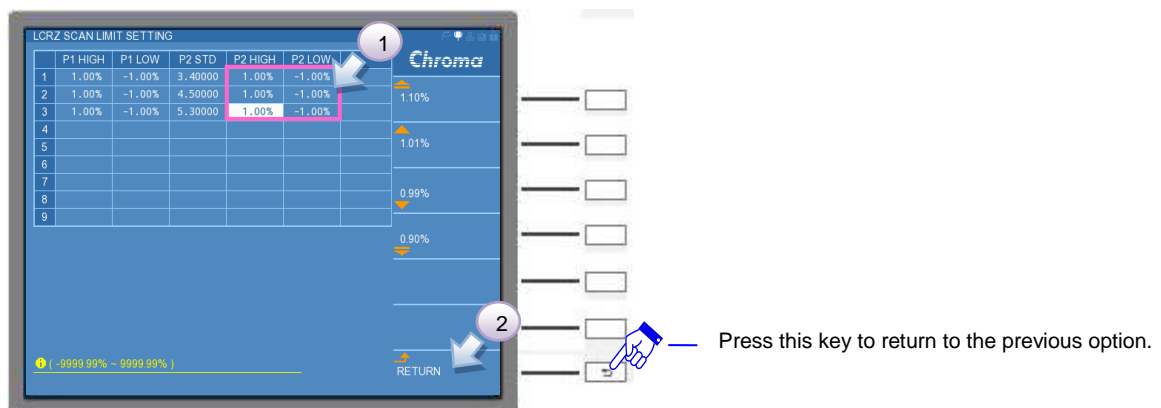 LCRZ SCAN LIMIT SETTING
1
Chroma
P1 HIGH P1 LOW P2 STD P2 HIGH P2 LOW
1 1.00% -1.00% 3.40000 1.00% -1.00%
2 1.00% -1.00% 4.50000 1.00% -1.00%
3 1.00% -1.00% 5.30000 1.00% -1.00%
4
5
6
7
8
9
1.10%
1.01%
0.99%
0.90%
2
( -9999.99% ~ 9999.99% )
RETURN
Press this key to return to the previous option.